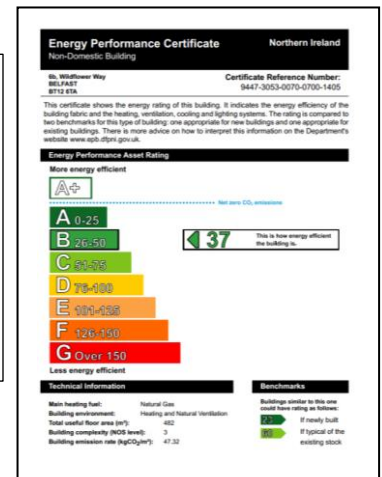 Energy Performance Certificate
Northern Ireland
Non-Domestic Building
6b, Wildflower Way
BELFAST
BT12 6TA
Certificate Reference Number:
9447-3053-0070-0700-1405
This certificate shows the energy rating of this building. It indicates the energy efficiency of the
building fabric and the heating, ventilation, cooling and lighting systems. The rating is compared to
two benchmarks for this type of building: one appropriate for new buildings and one appropriate for
existing buildings. There is more advice on how to interpret this information on the Department's
website www.epb.dfpni.gov.uk.
Energy Performance Asset Rating
More energy efficient
A+
Net zero CO₂ emissions
A 0-25
B 26-50
37
This is how energy efficient
the building is.
C 51-75
D 76-100
E 101-125
F 126-150
G Over 150
Less energy efficient
Technical Information
Main heating fuel: Natural Gas
Building environment: Heating and Natural Ventilation
Total useful floor area (m²): 482
Building complexity (NOS level): 3
Building emission rate (kgCO₂/m²): 47.32
Benchmarks
Buildings similar to this one
could have rating as follows:
If newly built
If typical of the
existing stock